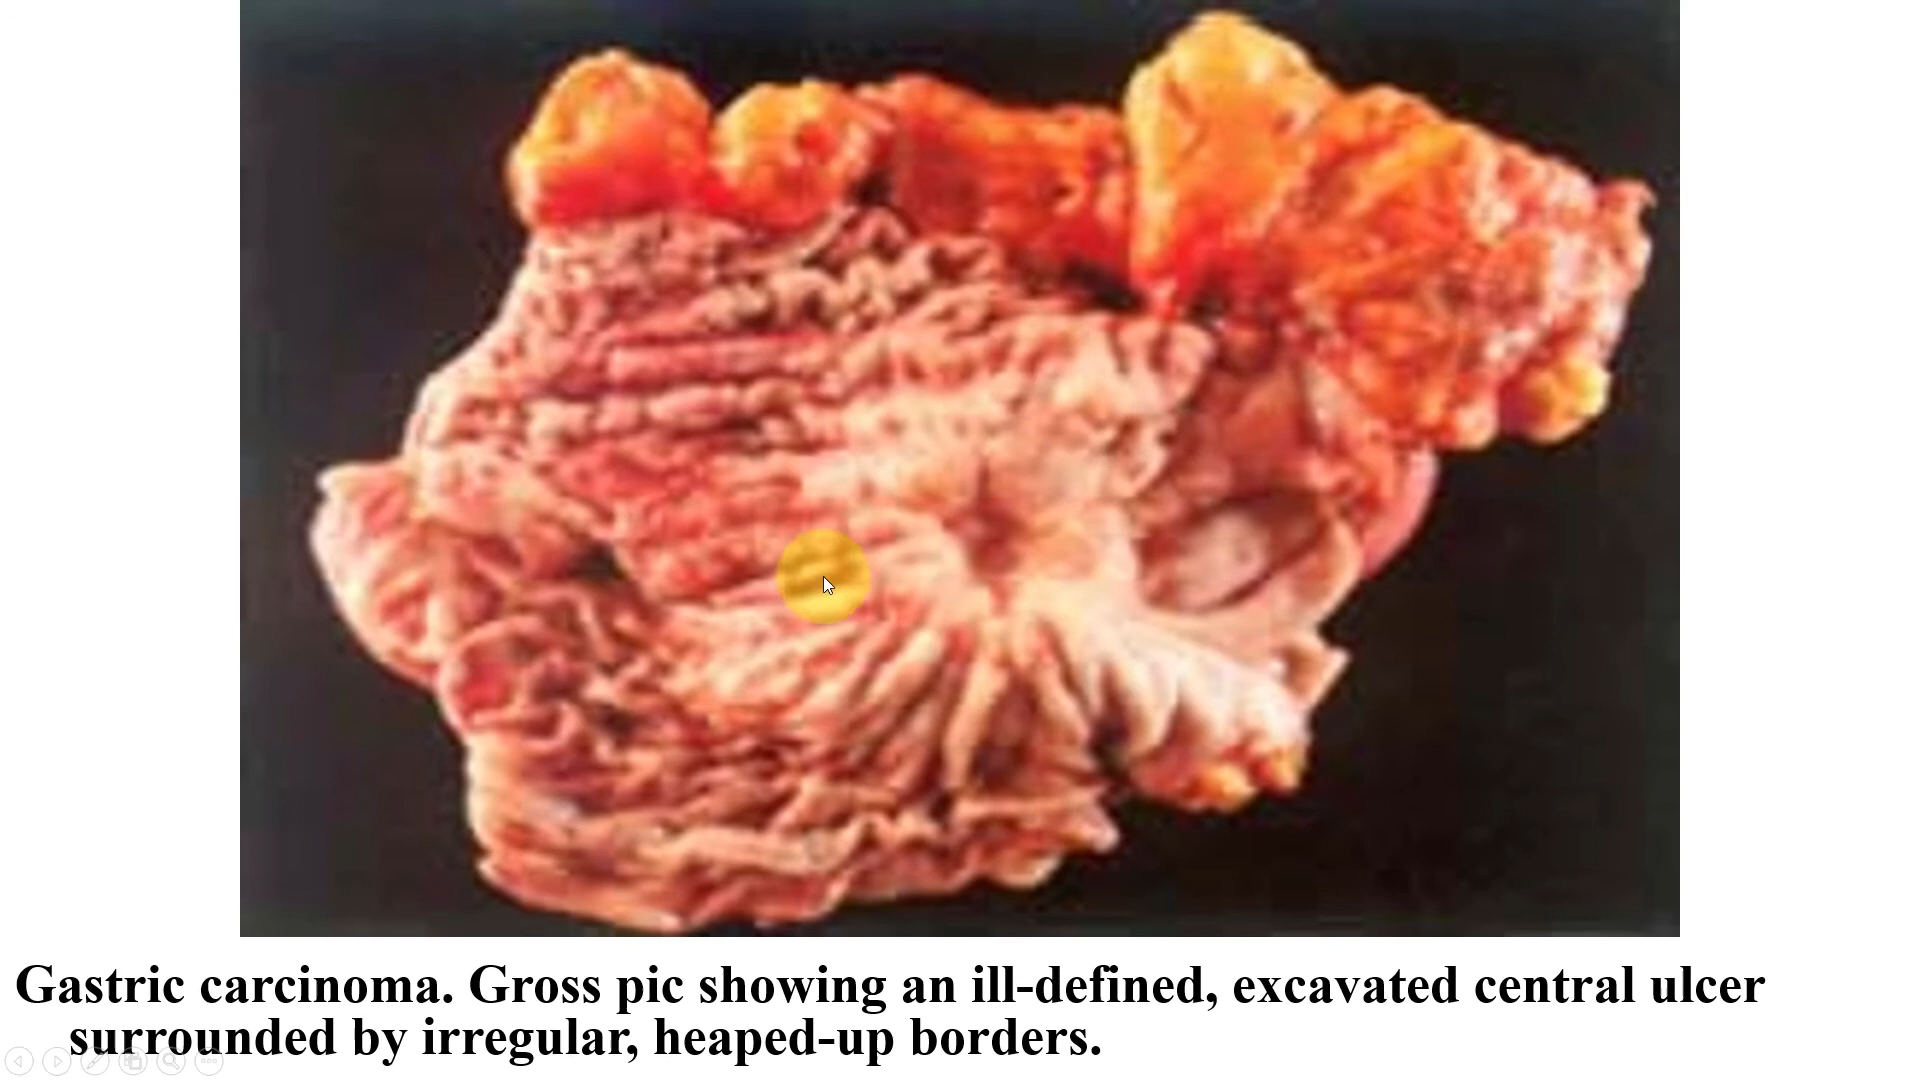 Gastric carcinoma. Gross pic showing an ill-defined, excavated central ulcer
surrounded by irregular, heaped-up borders.